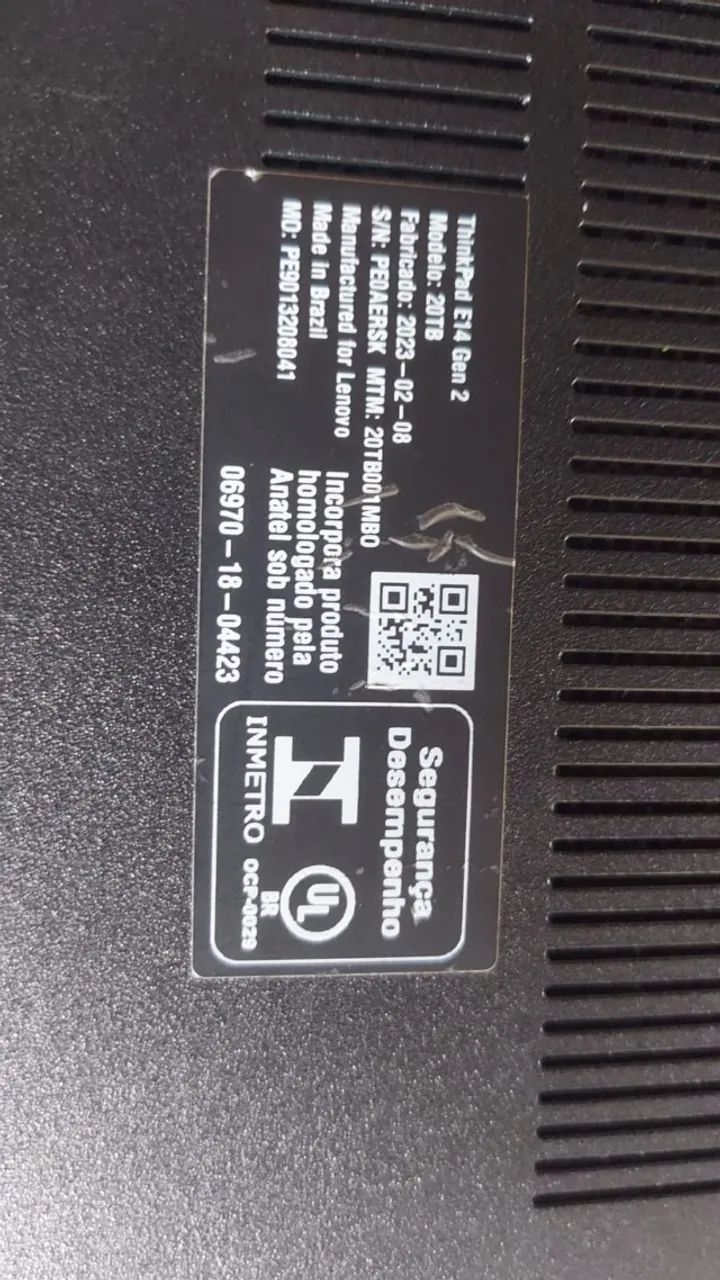 ThinkPad E14 Gen 2
Modelo: 20TB
Fabricado: 2023-02-08
S/N: PE0AERSK MTM: 20TB001MBO
Manufactured for Lenovo
Made in Brazil
MO: PE9013208041
Incorpora produto
homologado pela
Anatel sob número
06970-18-04423
Segurança
Desempenho
UL
BR
INMETRO OCP-0029